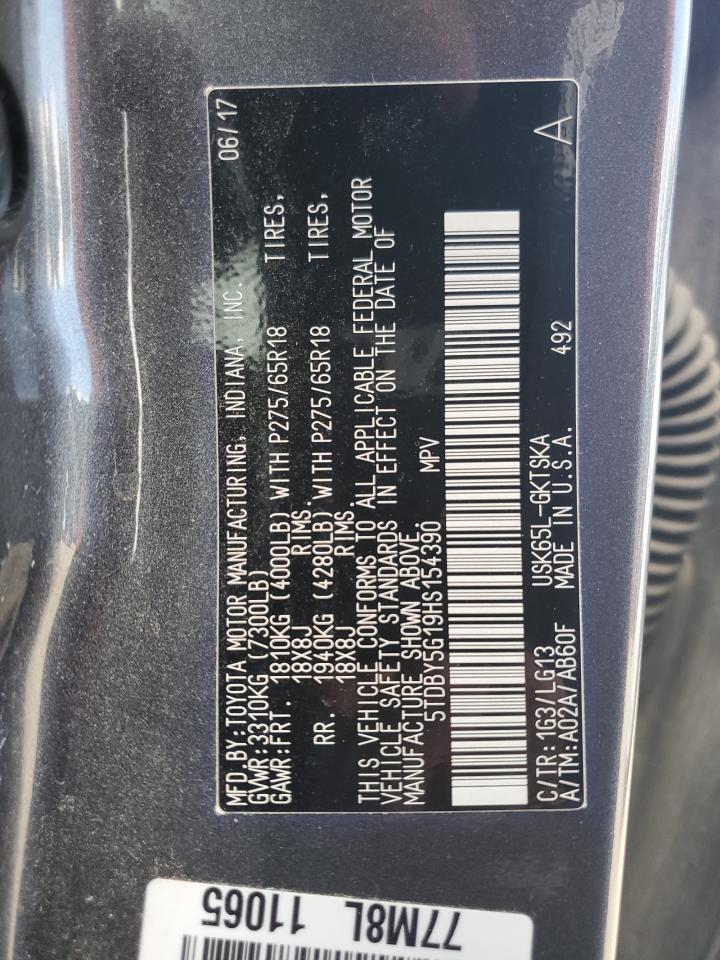 MFD.BY:TOYOTA MOTOR MANUFACTURING, INDIANA, INC. 06/17
GVWR:3310KG (7300LB)
GAWR:FRT. 1810KG (4000LB) WITH P275/65R18 TIRES,
18X8J RIMS.
RR. 1940KG (4280LB) WITH P275/65R18 TIRES,
18X8J RIMS.
THIS VEHICLE CONFORMS TO ALL APPLICABLE FEDERAL MOTOR
VEHICLE SAFETY STANDARDS IN EFFECT ON THE DATE OF
MANUFACTURE SHOWN ABOVE.
5TDBY5G19HS154390 MPV
C/TR:1G3/LG13 USK65L-GKTSKA A
A/TM:A02A/AB60F MADE IN U.S.A. 492
77M8L 11065